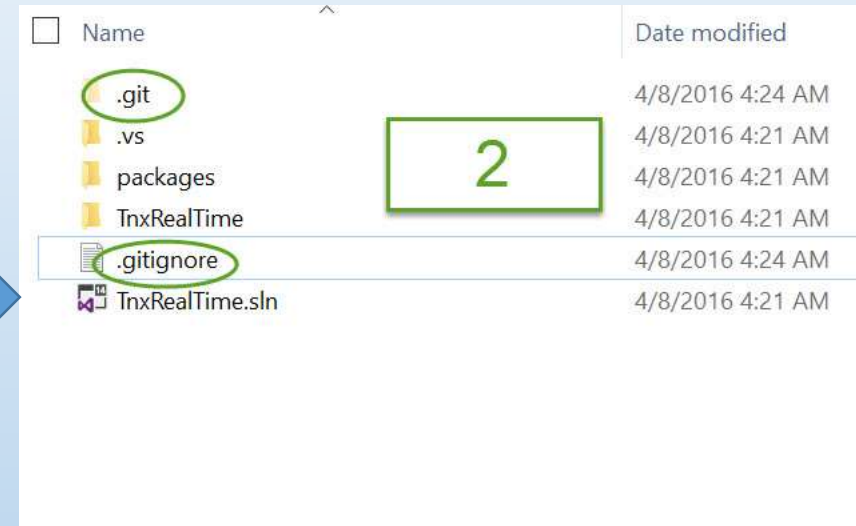 Name Date modified
.git 4/8/2016 4:24 AM
.vs 4/8/2016 4:21 AM
packages 4/8/2016 4:21 AM
TnxRealTime 4/8/2016 4:21 AM
.gitignore 4/8/2016 4:24 AM
TnxRealTime.sln 4/8/2016 4:21 AM
2